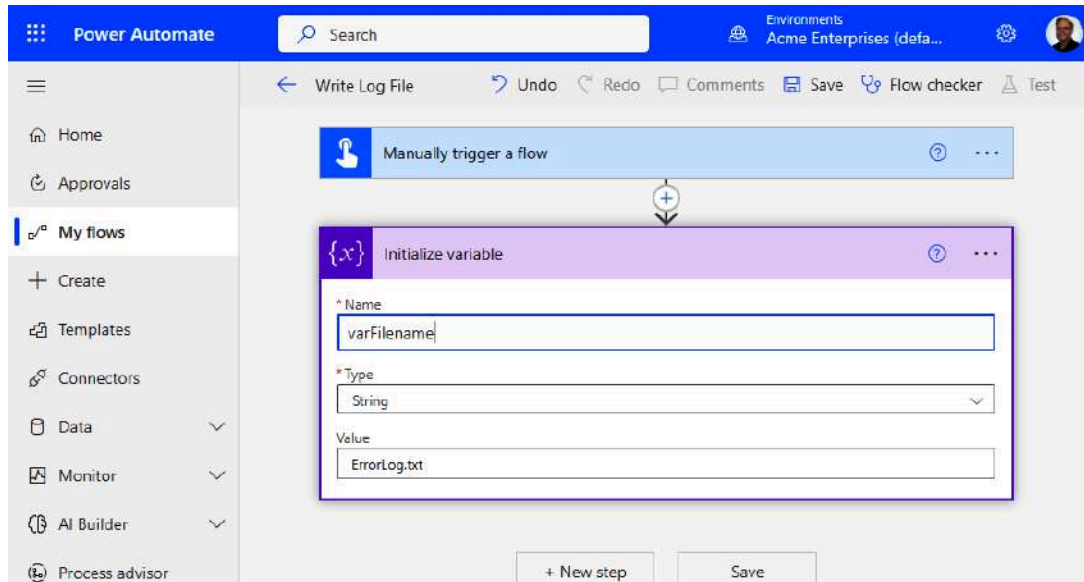 Power Automate
Search
Environments
Acme Enterprises (defa...
Write Log File
Undo
Redo
Comments
Save
Flow checker
Test
Home
Approvals
My flows
Create
Templates
Connectors
Data
Monitor
AI Builder
Process advisor
Manually trigger a flow
{x} Initialize variable
* Name
varFilename
* Type
String
Value
ErrorLog.txt
+ New step
Save